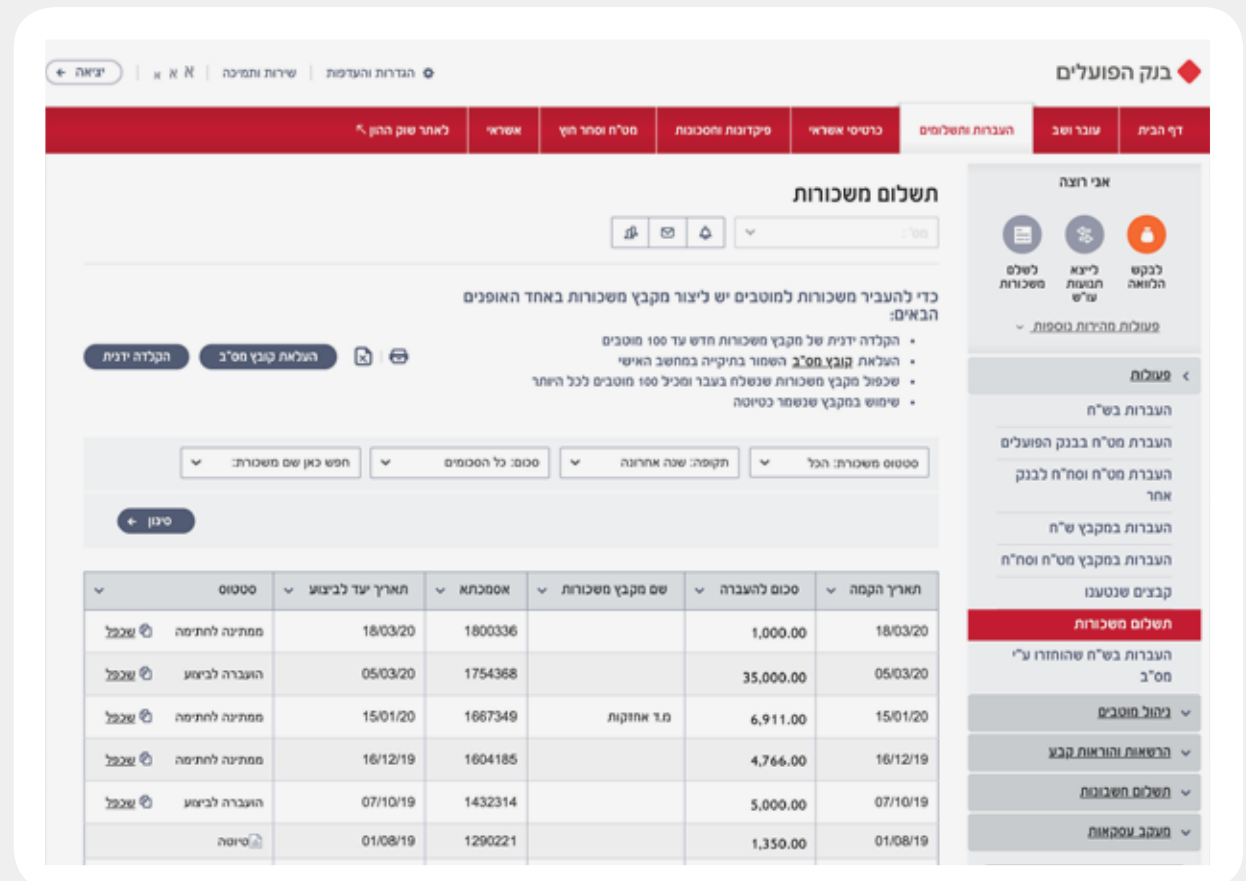 בנק הפועלים
הגדרות והעדפות | שירות ותמיכה | א א א | יציאה
דף הבית
עובר ושב
העברות ותשלומים
כרטיסי אשראי
פיקדונות וחסכונות
מט"ח וסחר חוץ
אשראי
לאתר שוק ההון
אני רוצה
לבקש הלוואה
לייצא תנועות עו"ש
לשלם משכורות
פעולות מהירות נוספות
פעולות
העברות בש"ח
העברת מט"ח בבנק הפועלים
העברת מט"ח וסח"ח לבנק
אחר
העברות במקבץ ש"ח
העברות במקבץ מט"ח וסח"ח
קבצים שנטענו
תשלום משכורות
העברות בש"ח שהוחזרו ע"י
מס"ב
ניהול מוטבים
הרשאות והוראות קבע
תשלום חשבונות
מעקב עסקאות
תשלום משכורות
מס':
כדי להעביר משכורות למוטבים יש ליצור מקבץ משכורות באחד האופנים
הבאים:
• הקלדה ידנית של מקבץ משכורות חדש עד 100 מוטבים
• העלאת קובץ מס"ב השמור בתיקייה במחשב האישי
• שכפול מקבץ משכורות שנשלח בעבר ומכיל 100 מוטבים לכל היותר
• שימוש במקבץ שנשמר כטיוטה
העלאת קובץ מס"ב
הקלדה ידנית
סטטוס משכורת: הכל
תקופה: שנה אחרונה
סכום: כל הסכומים
חפש כאן שם משכורת:
סינון
תאריך הקמה סכום להעברה שם מקבץ משכורות אסמכתא תאריך יעד לביצוע סטטוס
18/03/20 1,000.00 1800336 18/03/20 ממתינה לחתימה שכפל
05/03/20 35,000.00 1754368 05/03/20 הועברה לביצוע שכפל
15/01/20 6,911.00 מ.ד אחזקות 1667349 15/01/20 ממתינה לחתימה שכפל
16/12/19 4,766.00 1604185 16/12/19 ממתינה לחתימה שכפל
07/10/19 5,000.00 1432314 07/10/19 הועברה לביצוע שכפל
01/08/19 1,350.00 1290221 01/08/19 טיוטה